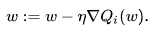 w := w − η∇Q_i(w).